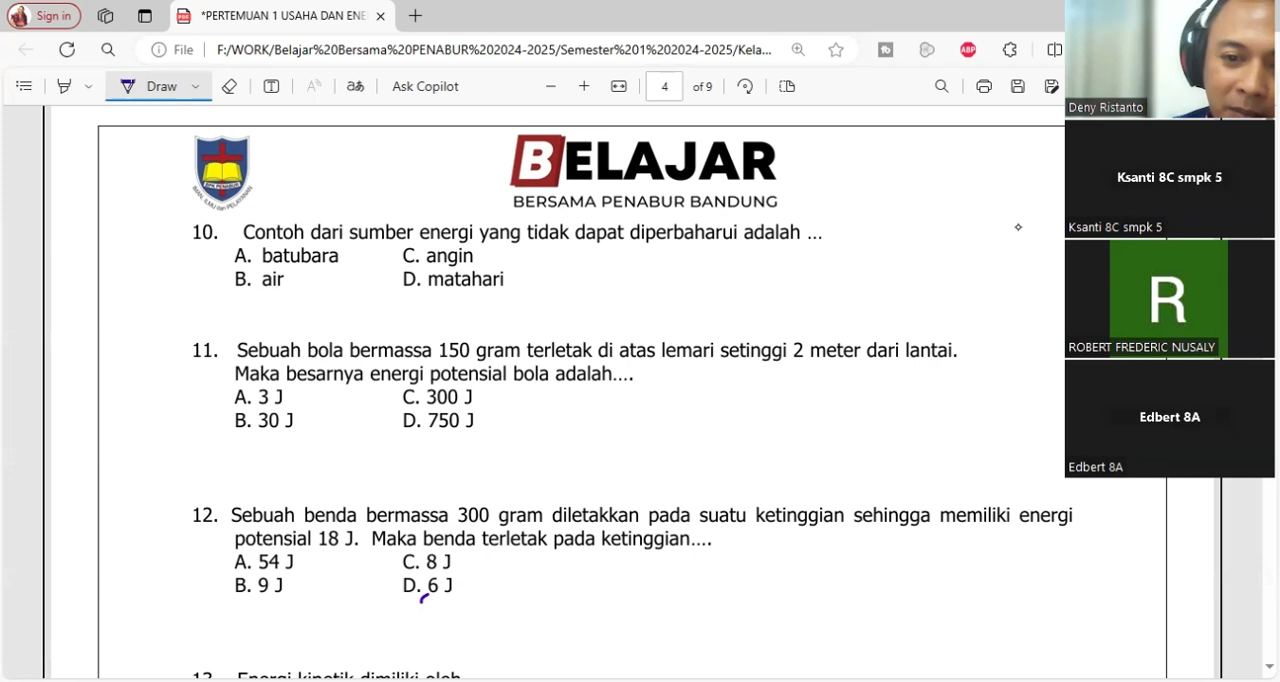 Sign in
*PERTEMUAN 1 USAHA DAN ENE
File
F:/WORK/Belajar%20Bersama%20PENABUR%202024-2025/Semester%201%202024-2025/Kela...
Draw
Ask Copilot
4 of 9
BELAJAR
BERSAMA PENABUR BANDUNG
10. Contoh dari sumber energi yang tidak dapat diperbaharui adalah ...
A. batubara C. angin
B. air D. matahari
11. Sebuah bola bermassa 150 gram terletak di atas lemari setinggi 2 meter dari lantai.
Maka besarnya energi potensial bola adalah....
A. 3 J C. 300 J
B. 30 J D. 750 J
12. Sebuah benda bermassa 300 gram diletakkan pada suatu ketinggian sehingga memiliki energi
potensial 18 J. Maka benda terletak pada ketinggian....
A. 54 J C. 8 J
B. 9 J D. 6 J
13. Energi kinetik dimiliki oleh
Deny Ristanto
Ksanti 8C smpk 5
Ksanti 8C smpk 5
R
ROBERT FREDERIC NUSALY
Edbert 8A
Edbert 8A